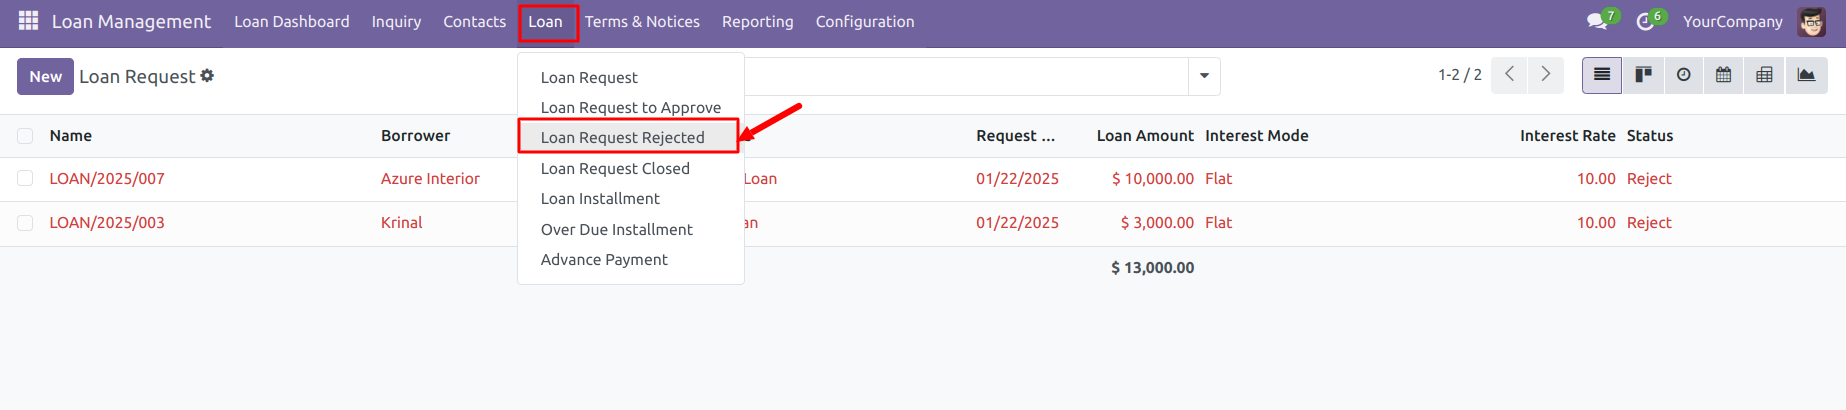 Loan Management Loan Dashboard Inquiry Contacts Loan Terms & Notices Reporting Configuration 7 6 YourCompany
New Loan Request 1-2 / 2
Loan Request
Loan Request to Approve
Loan Request Rejected
Loan Request Closed
Loan Installment
Over Due Installment
Advance Payment
Name Borrower Request ... Loan Amount Interest Mode Interest Rate Status
LOAN/2025/007 Azure Interior Loan 01/22/2025 $ 10,000.00 Flat 10.00 Reject
LOAN/2025/003 Krinal an 01/22/2025 $ 3,000.00 Flat 10.00 Reject
$ 13,000.00